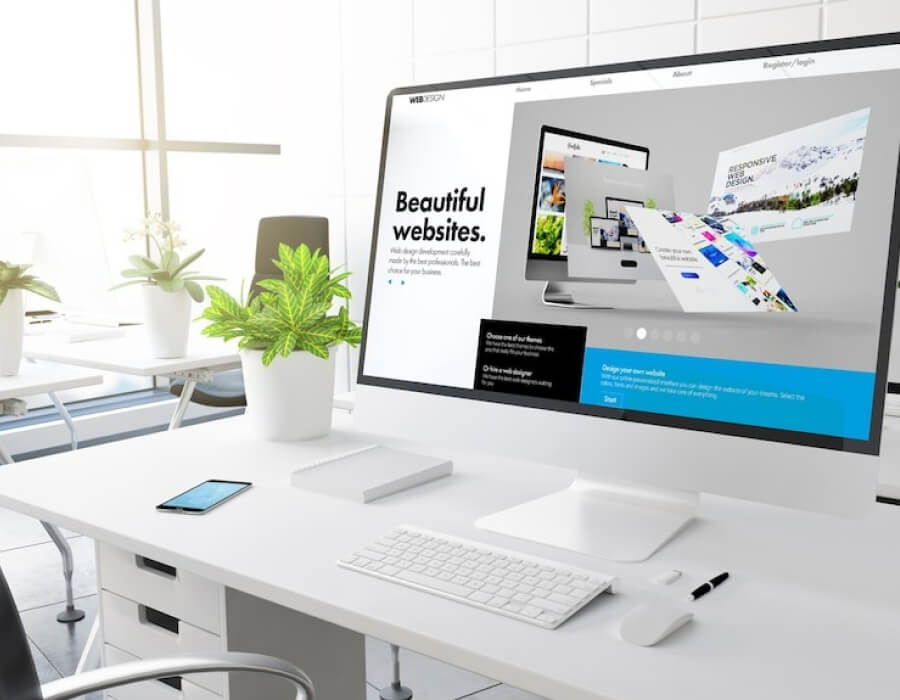 WEBDESIGN
Home
Specials
About
Register/login
Beautiful
websites.
Web design development carefully
made by the best professionals. The best
choice for your business.
Portfolio
RESPONSIVE
WEB
DESIGN.
Create your own
beautiful website
Choose one of our themes
We have the best themes to choose the
one that really fit your business
Or hire a web designer
We have the best web designers waiting
for you
Design your own website
With our online personalized interface you can design the website of your dreams. Select the
colors, fonts and images and we take care of everything.
Start